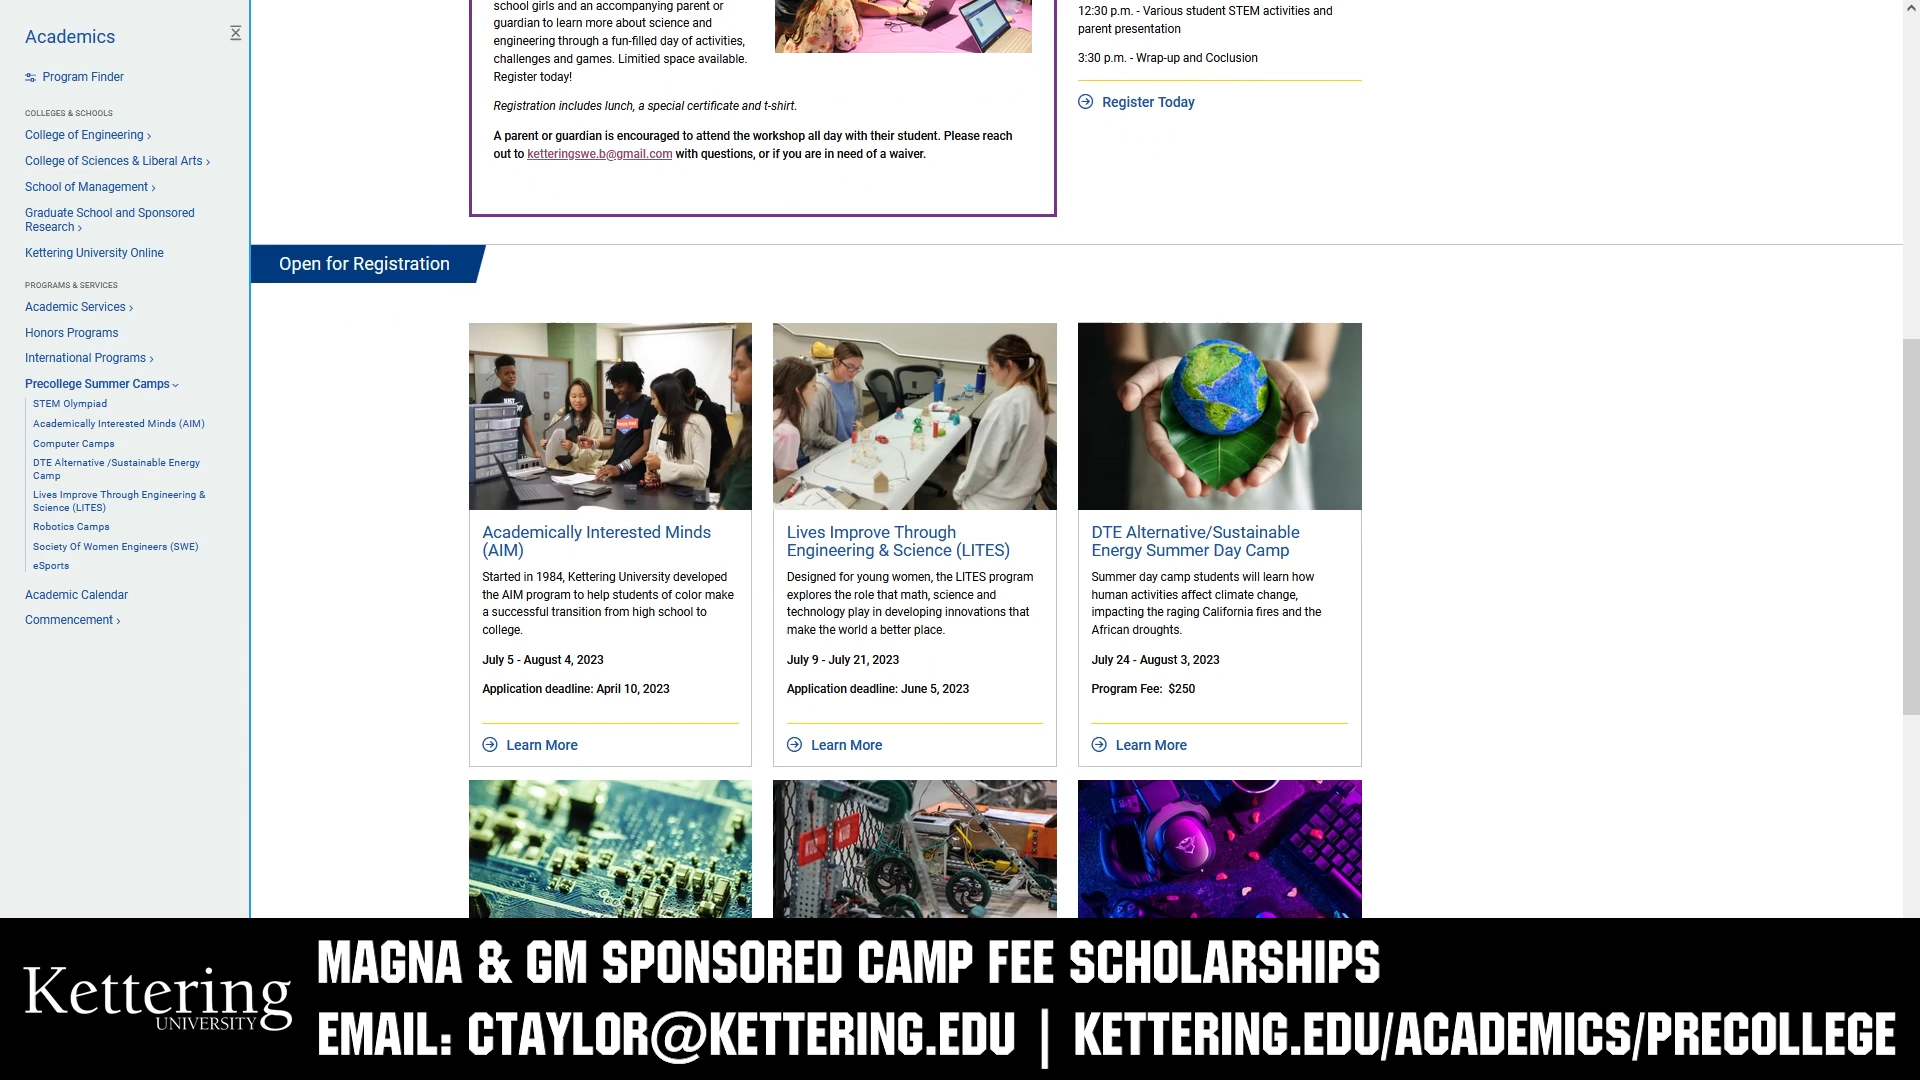 Academics
Program Finder
COLLEGES & SCHOOLS
College of Engineering
College of Sciences & Liberal Arts
School of Management
Graduate School and Sponsored
Research
Kettering University Online
PROGRAMS & SERVICES
Academic Services
Honors Programs
International Programs
Precollege Summer Camps
STEM Olympiad
Academically Interested Minds (AIM)
Computer Camps
DTE Alternative /Sustainable Energy
Camp
Lives Improve Through Engineering &
Science (LITES)
Robotics Camps
Society Of Women Engineers (SWE)
eSports
Academic Calendar
Commencement
school girls and an accompanying parent or
guardian to learn more about science and
engineering through a fun-filled day of activities,
challenges and games. Limitied space available.
Register today!
Registration includes lunch, a special certificate and t-shirt.
A parent or guardian is encouraged to attend the workshop all day with their student. Please reach
out to ketteringswe.b@gmail.com with questions, or if you are in need of a waiver.
12:30 p.m. - Various student STEM activities and
parent presentation
3:30 p.m. - Wrap-up and Coclusion
Register Today
Open for Registration
Academically Interested Minds
(AIM)
Started in 1984, Kettering University developed
the AIM program to help students of color make
a successful transition from high school to
college.
July 5 - August 4, 2023
Application deadline: April 10, 2023
Learn More
Lives Improve Through
Engineering & Science (LITES)
Designed for young women, the LITES program
explores the role that math, science and
technology play in developing innovations that
make the world a better place.
July 9 - July 21, 2023
Application deadline: June 5, 2023
Learn More
DTE Alternative/Sustainable
Energy Summer Day Camp
Summer day camp students will learn how
human activities affect climate change,
impacting the raging California fires and the
African droughts.
July 24 - August 3, 2023
Program Fee: $250
Learn More
Kettering
UNIVERSITY
MAGNA & GM SPONSORED CAMP FEE SCHOLARSHIPS
EMAIL: CTAYLOR@KETTERING.EDU | KETTERING.EDU/ACADEMICS/PRECOLLEGE